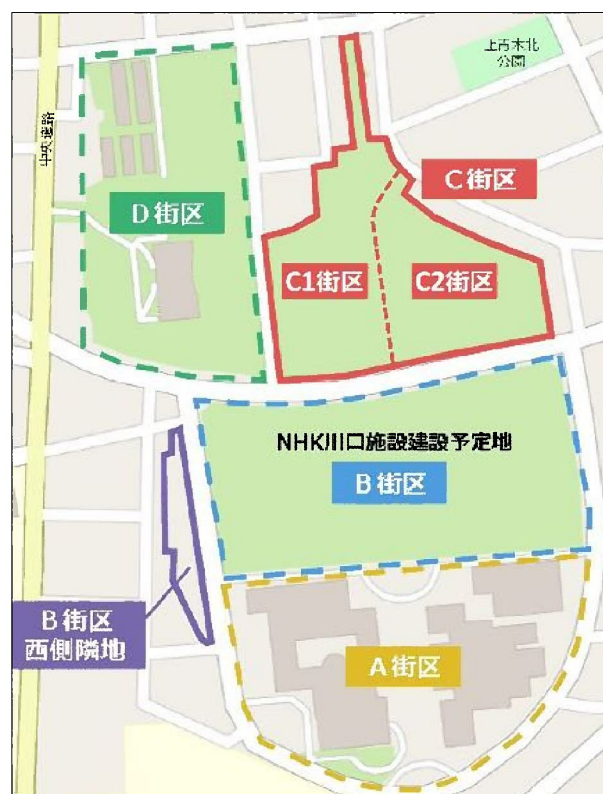 上青木北
公園
中央道路
C街区
D街区
C1街区
C2街区
NHK川口施設建設予定地
B街区
B街区
西側隣地
A街区